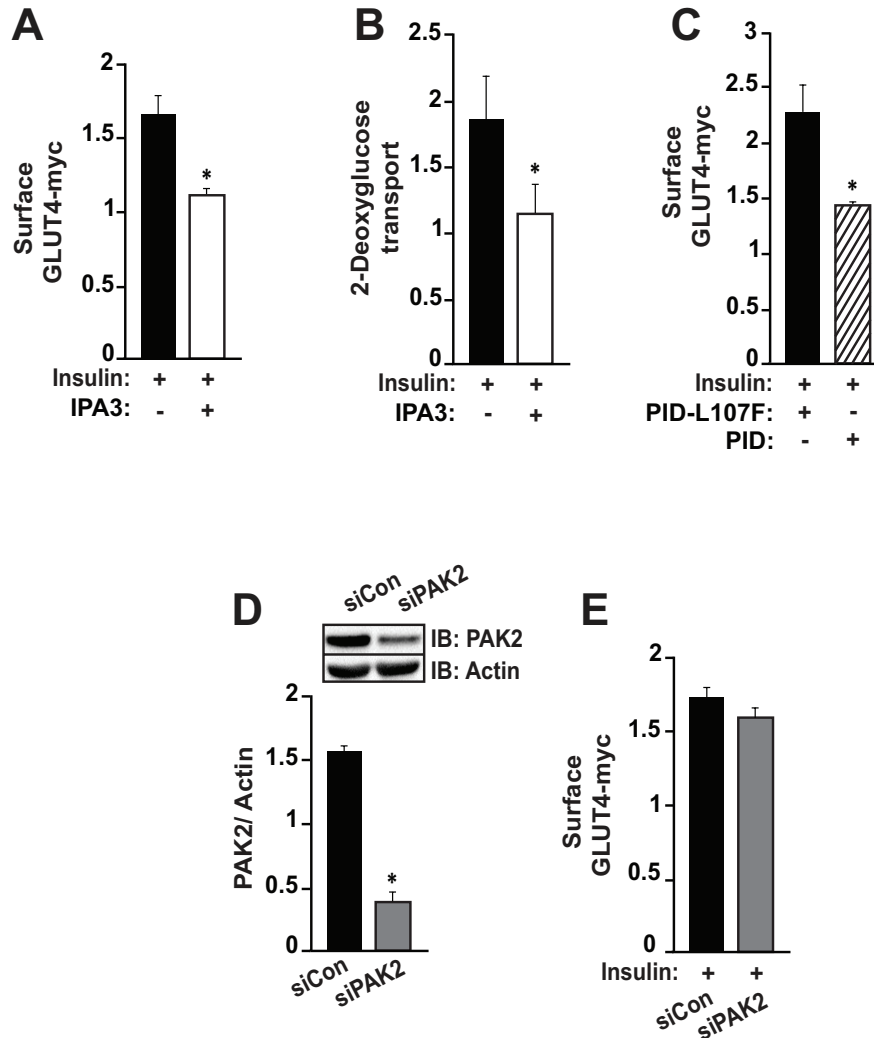 A
Surface
GLUT4-myc
2
1.5
1
0.5
0
*
Insulin: + +
IPA3: - +
B
2-Deoxyglucose
transport
2.5
2
1.5
1
0.5
0
*
Insulin: + +
IPA3: - +
C
Surface
GLUT4-myc
3
2.5
2
1.5
1
0.5
0
*
Insulin: + +
PID-L107F: + -
PID: - +
D
siCon siPAK2
IB: PAK2
IB: Actin
PAK2/ Actin
2
1.5
1
0.5
0
*
siCon siPAK2
E
Surface
GLUT4-myc
2
1.5
1
0.5
0
Insulin: + +
siCon siPAK2